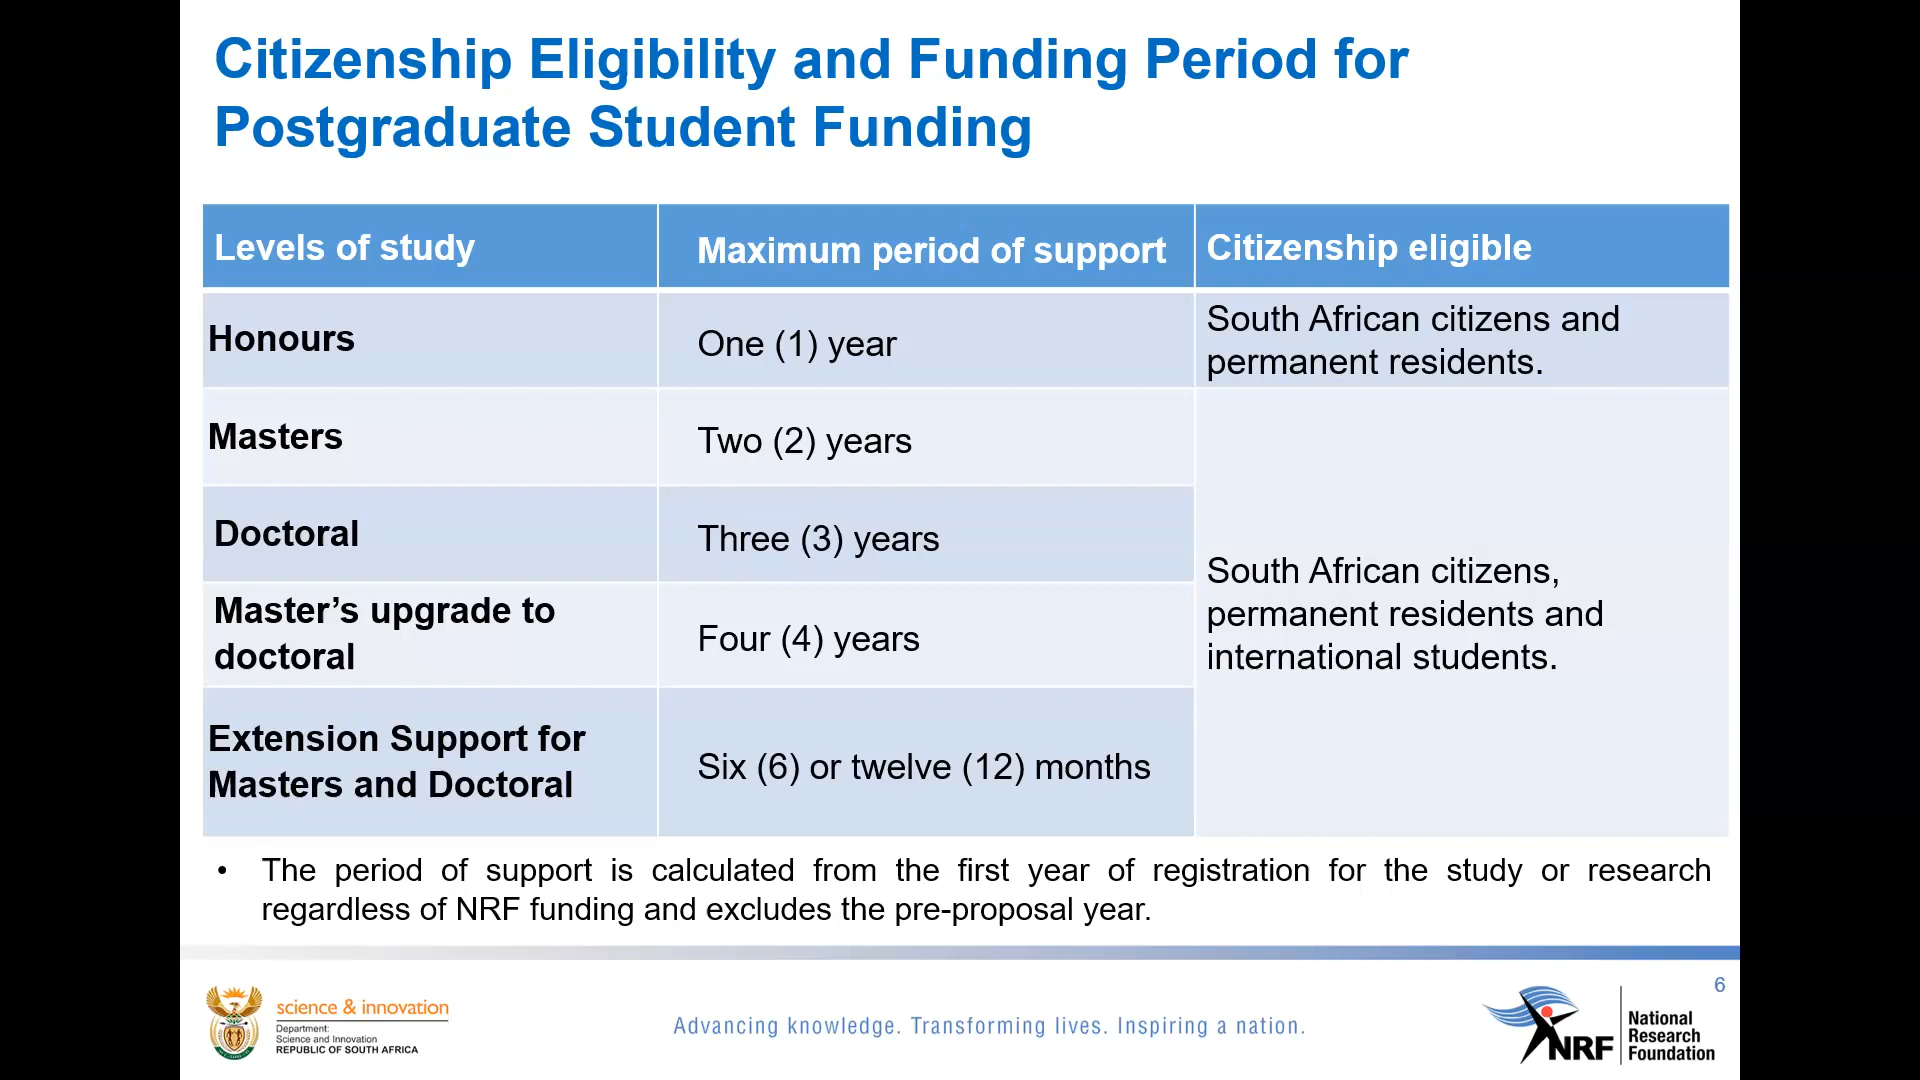 Citizenship Eligibility and Funding Period for
Postgraduate Student Funding
Levels of study
Maximum period of support
Citizenship eligible
Honours
One (1) year
South African citizens and
permanent residents.
Masters
Two (2) years
Doctoral
Three (3) years
Master’s upgrade to
doctoral
Four (4) years
South African citizens,
permanent residents and
international students.
Extension Support for
Masters and Doctoral
Six (6) or twelve (12) months
• The period of support is calculated from the first year of registration for the study or research
regardless of NRF funding and excludes the pre-proposal year.
6
science & innovation
Department:
Science and Innovation
REPUBLIC OF SOUTH AFRICA
Advancing knowledge. Transforming lives. Inspiring a nation.
NRF
National
Research
Foundation